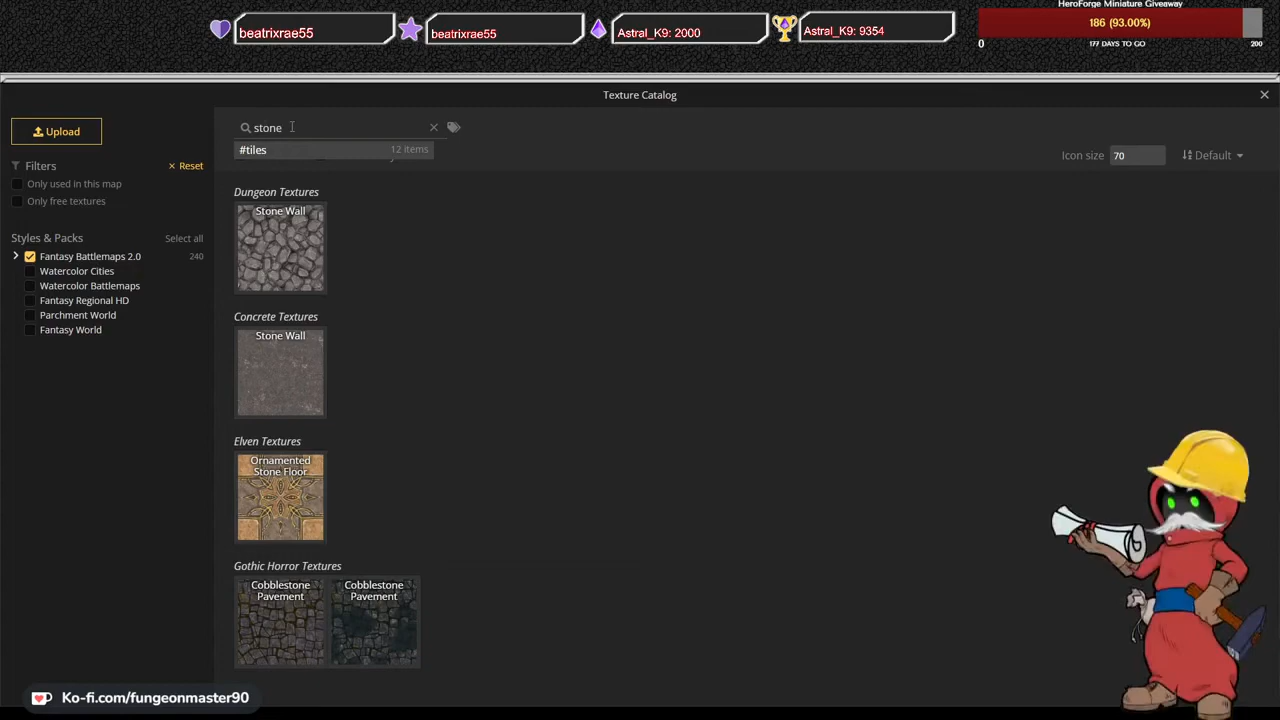 HeroForge Miniature Giveaway
beatrixrae55
beatrixrae55
Astral_K9: 2000
Astral_K9: 9354
186 (93.00%)
0
177 DAYS TO GO
200
Texture Catalog
Upload
stone
#tiles
12 items
Filters
Reset
Icon size
70
Default
Only used in this map
Only free textures
Styles & Packs
Select all
Fantasy Battlemaps 2.0
240
Watercolor Cities
Watercolor Battlemaps
Fantasy Regional HD
Parchment World
Fantasy World
Dungeon Textures
Stone Wall
Concrete Textures
Stone Wall
Elven Textures
Ornamented
Stone Floor
Gothic Horror Textures
Cobblestone
Pavement
Cobblestone
Pavement
Ko-fi.com/fungeonmaster90